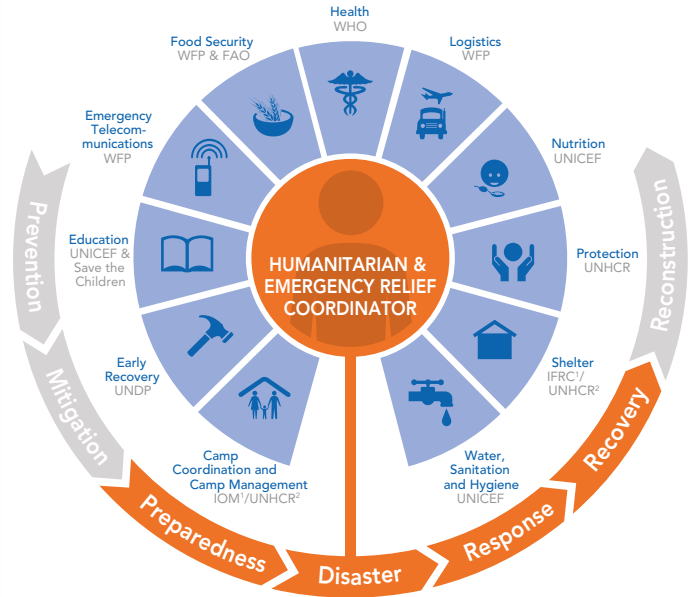 Health
WHO
Logistics
WFP
Nutrition
UNICEF
Protection
UNHCR
Shelter
IFRC¹/
UNHCR²
Water,
Sanitation
and Hygiene
UNICEF
Camp
Coordination and
Camp Management
IOM¹/UNHCR²
Early
Recovery
UNDP
Education
UNICEF &
Save the
Children
Emergency
Telecom-
munications
WFP
Food Security
WFP & FAO
HUMANITARIAN &
EMERGENCY RELIEF
COORDINATOR
Prevention
Mitigation
Preparedness
Disaster
Response
Recovery
Reconstruction